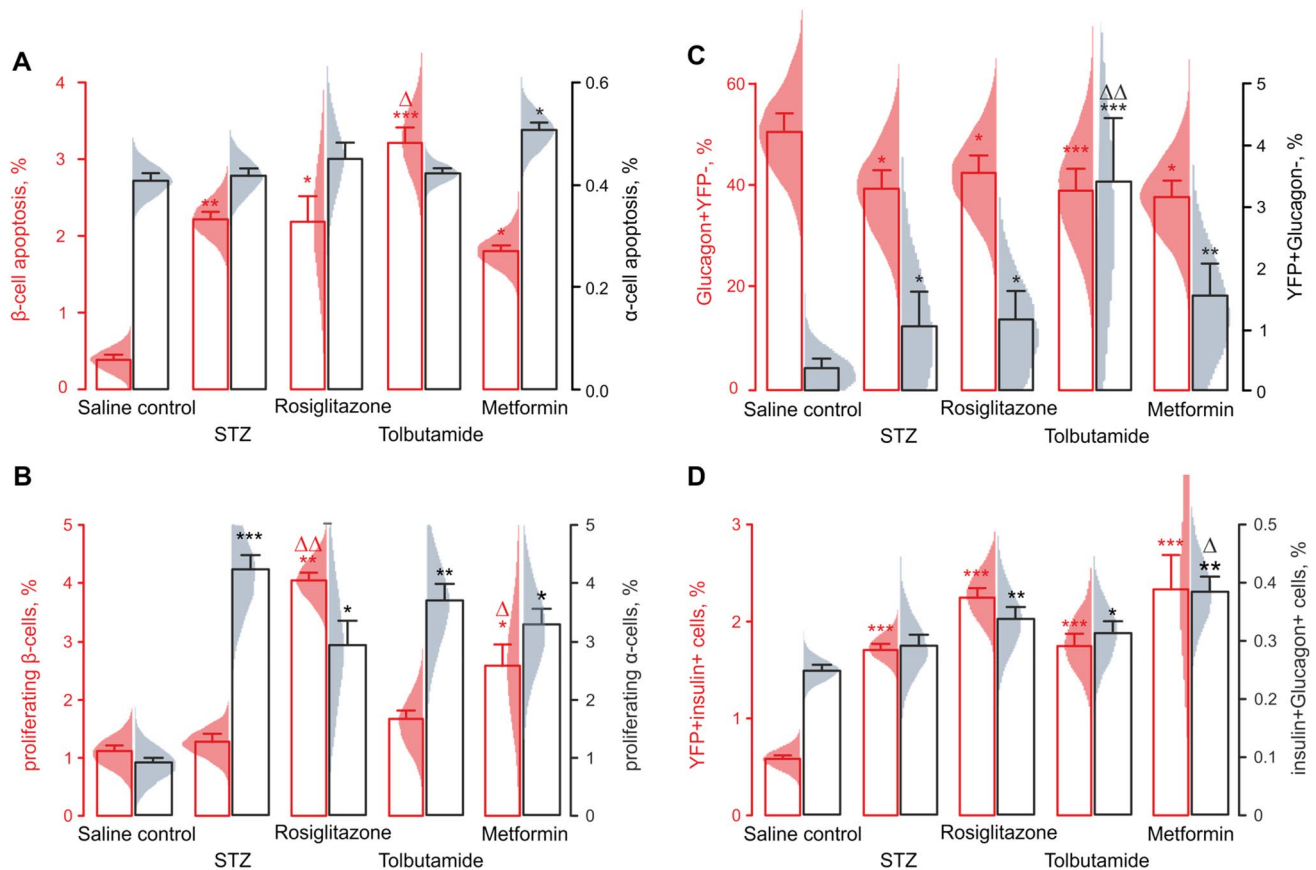 A
β-cell apoptosis, %
4
3
2
1
0
**
*
Δ
***
*
*
0.6
0.4
0.2
0.0
α-cell apoptosis, %
Saline control
STZ
Rosiglitazone
Tolbutamide
Metformin
C
Glucagon+YFP-, %
60
40
20
0
*
*
*
*
***
ΔΔ
***
*
**
5
4
3
2
1
0
YFP+Glucagon-, %
Saline control
STZ
Rosiglitazone
Tolbutamide
Metformin
B
proliferating β-cells, %
5
4
3
2
1
0
***
ΔΔ
**
*
**
Δ
*
*
5
4
3
2
1
0
proliferating α-cells, %
Saline control
STZ
Rosiglitazone
Tolbutamide
Metformin
D
YFP+insulin+ cells, %
3
2
1
0
***
***
**
***
*
***
Δ
**
0.5
0.4
0.3
0.2
0.1
0
insulin+Glucagon+ cells, %
Saline control
STZ
Rosiglitazone
Tolbutamide
Metformin